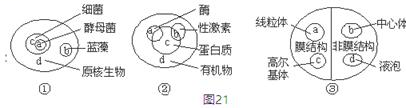 细菌
酵母菌
蓝藻
原核生物
c
a
b
d
①
酶
性激素
蛋白质
有机物
a
b
c
d
②
线粒体
中心体
膜结构
非膜结构
高尔基体
液泡
a
b
c
d
③
图21